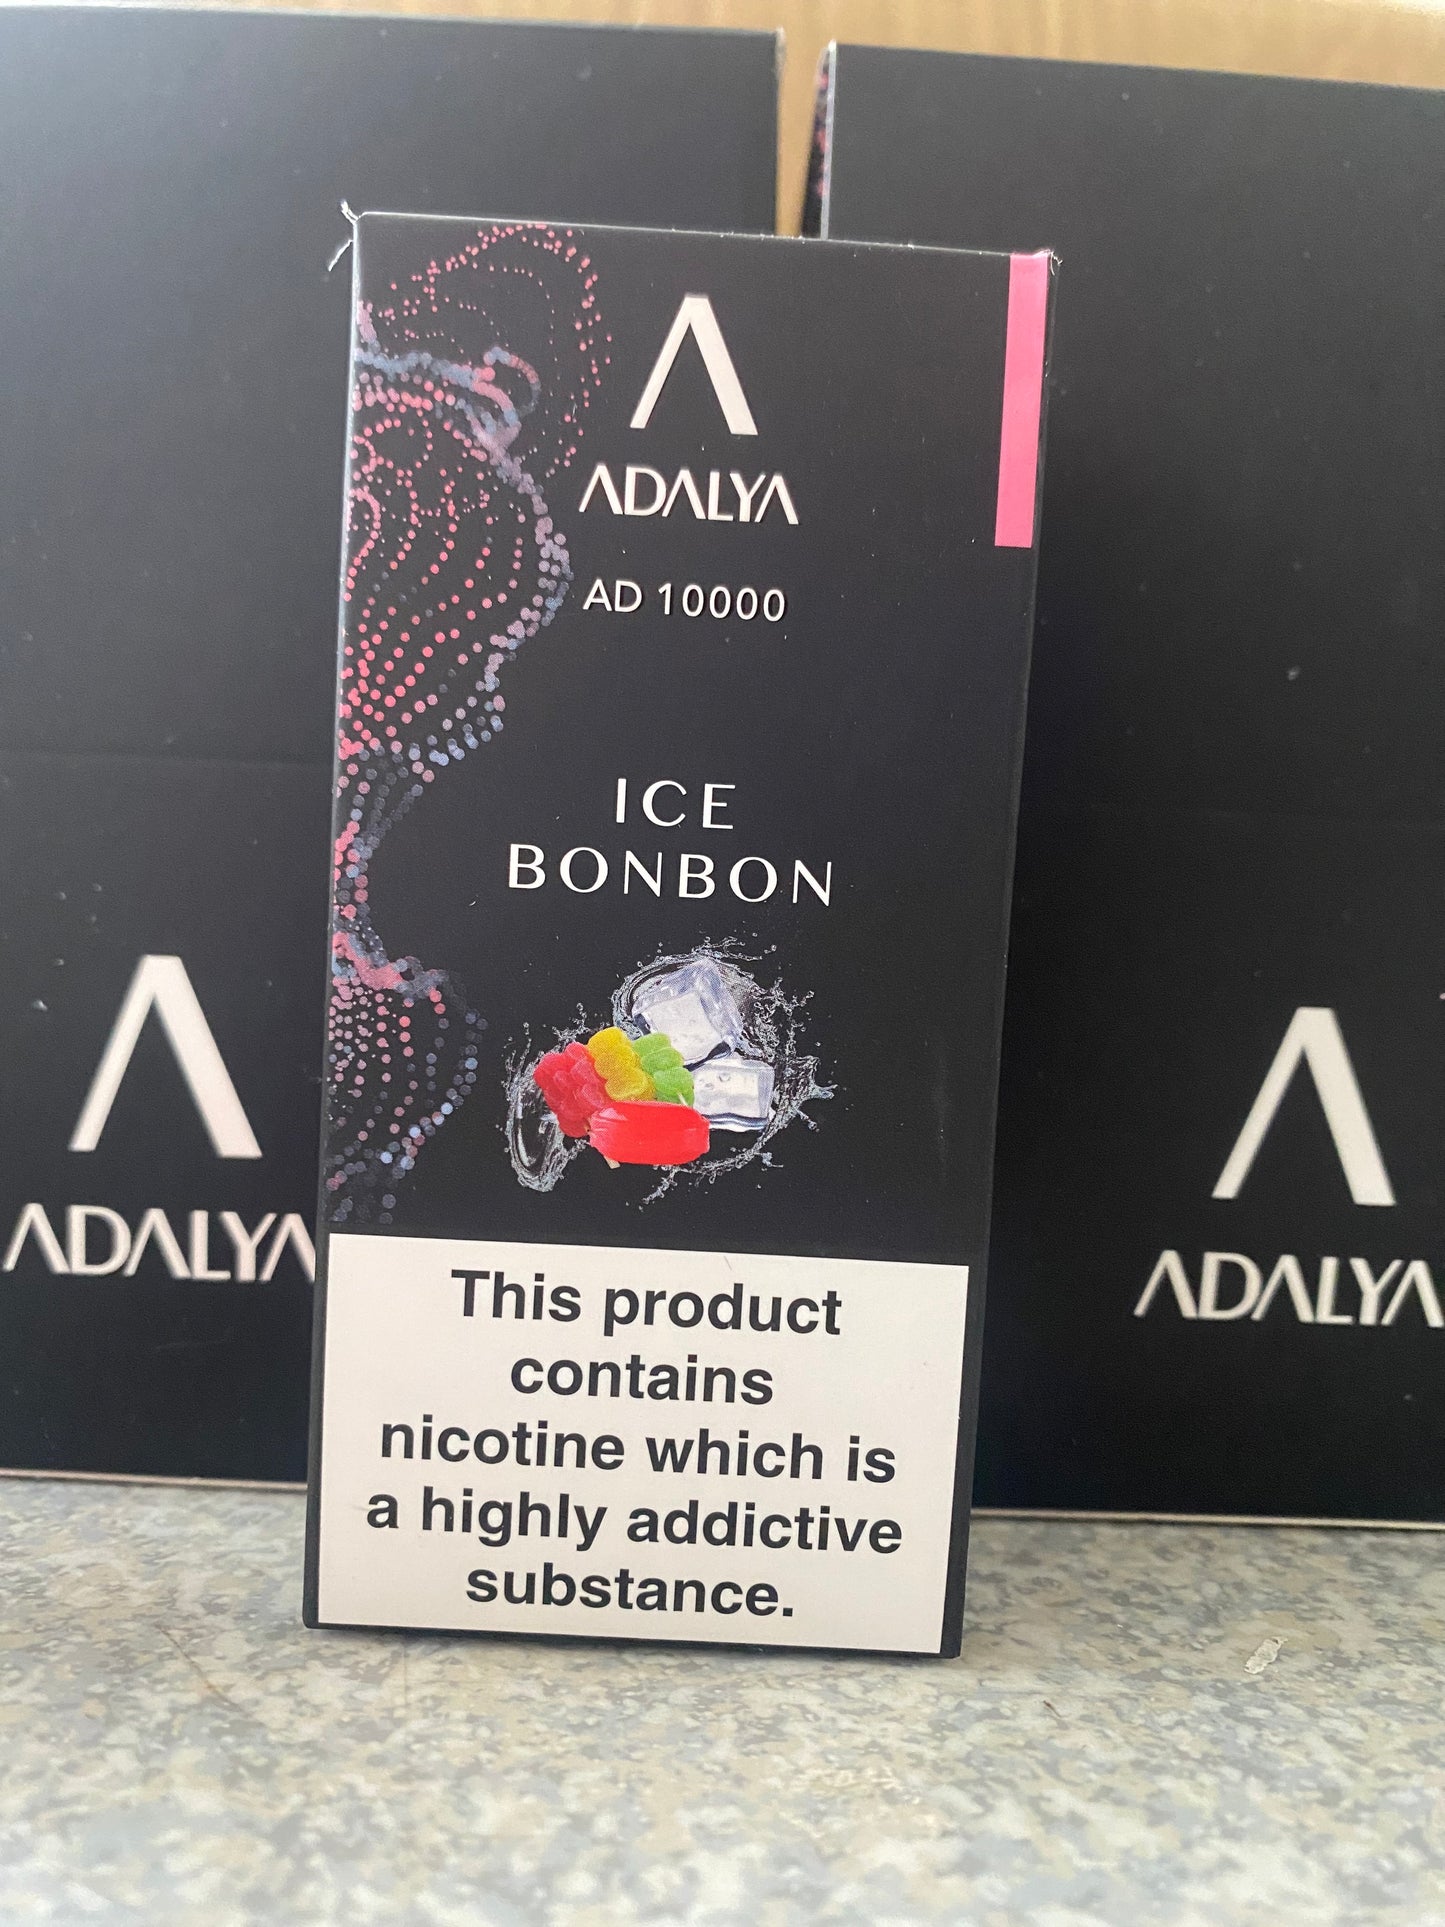 ADALYA
AD 10000
ICE
BONBON
This product
contains
nicotine which is
a highly addictive
substance.
ADALYA
ADALYA